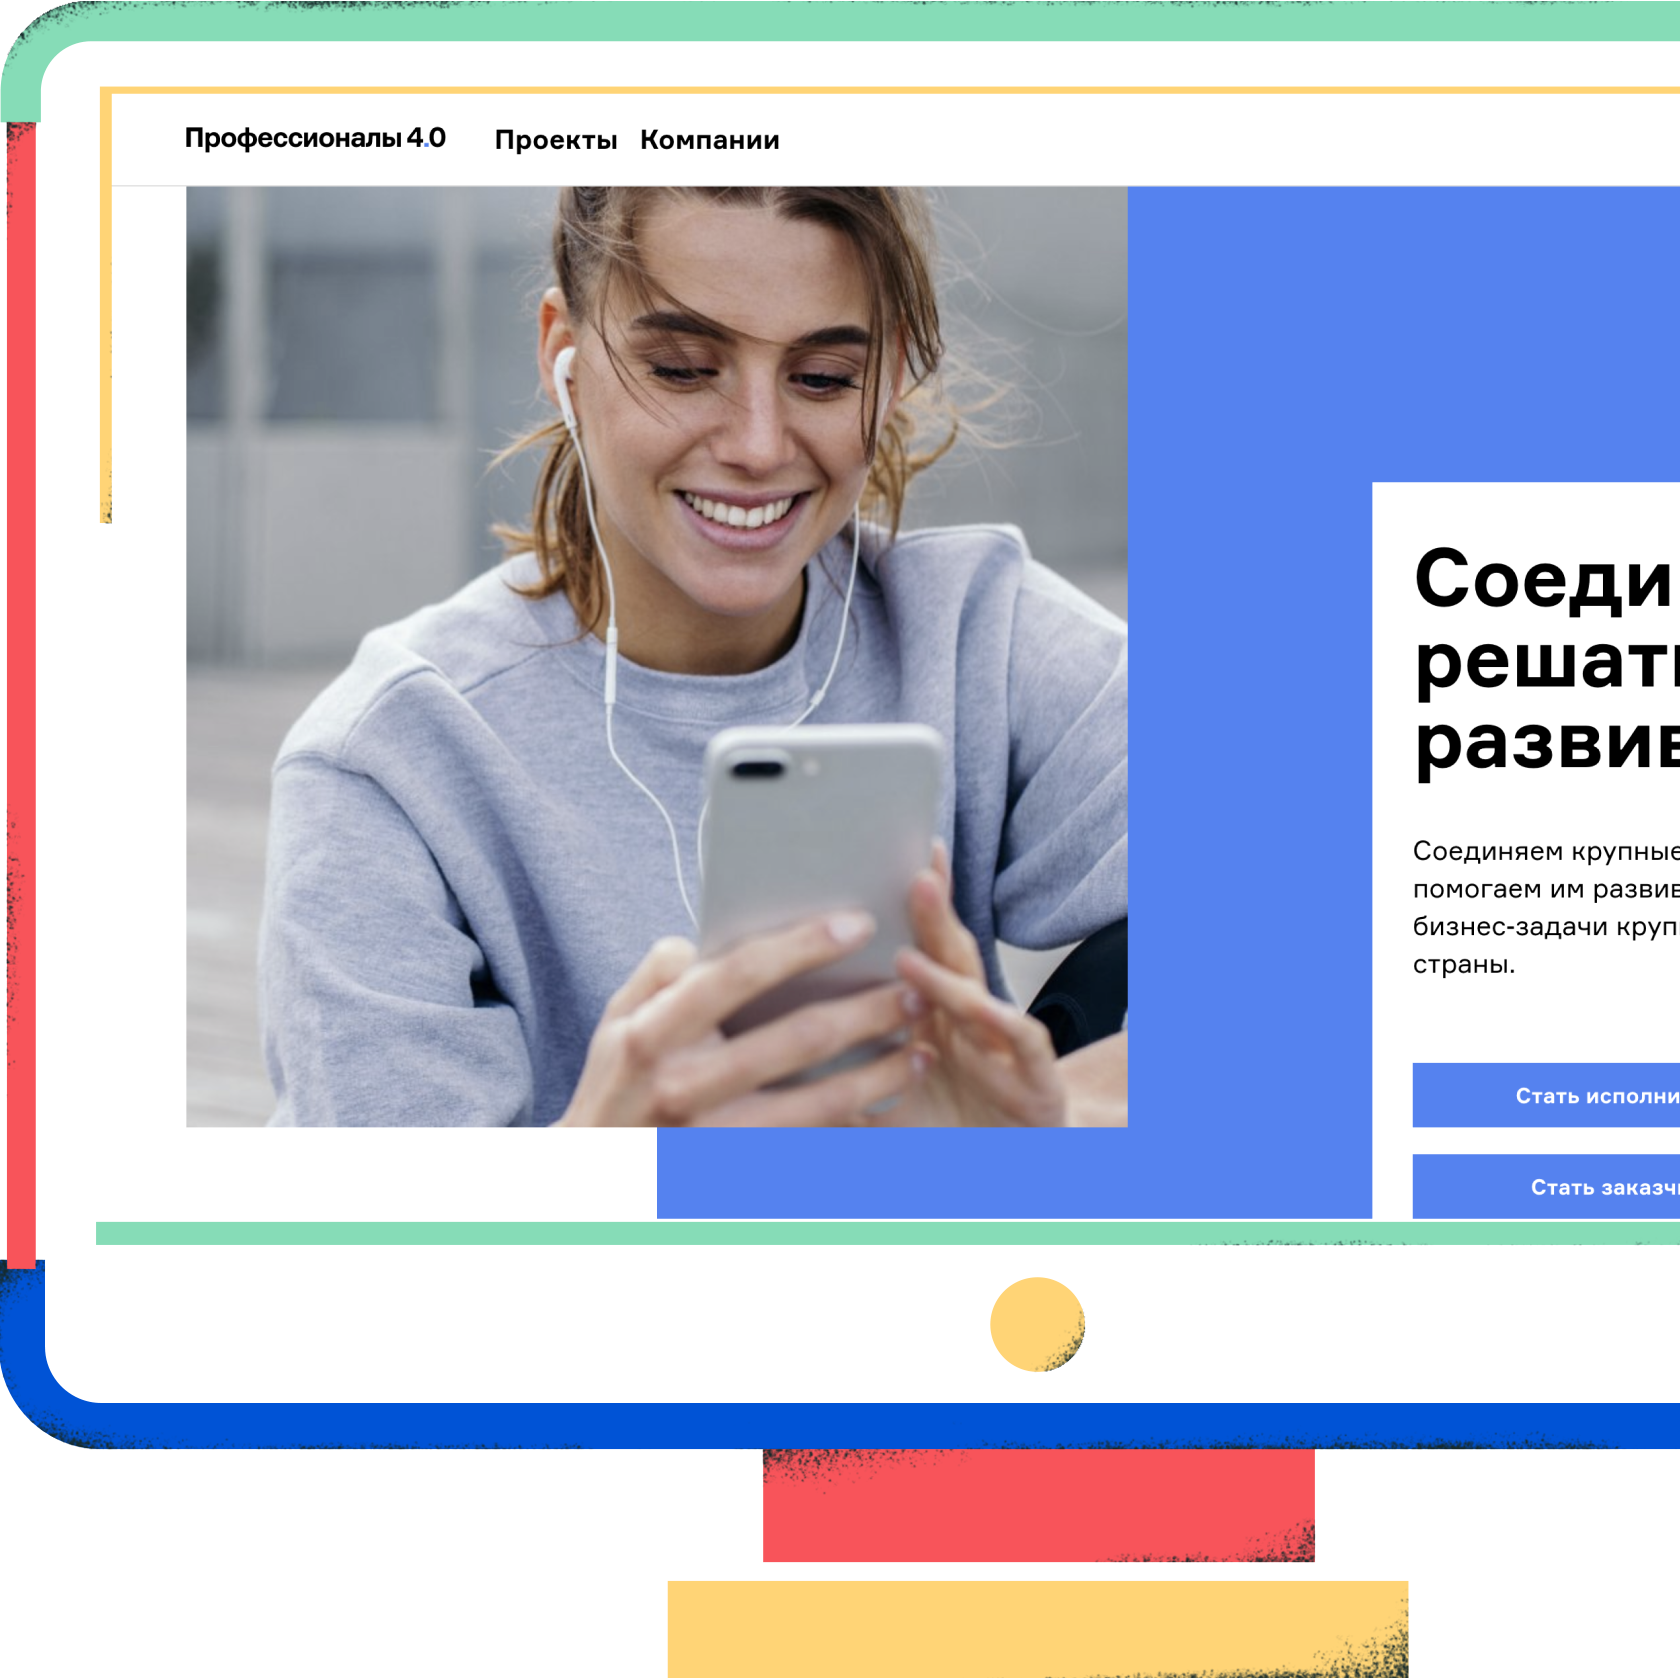 Профессионалы 4.0 Проекты Компании
Соеди
решат
развив
Соединяем крупные
помогаем им развив
бизнес-задачи круп
страны.
Стать исполни
Стать заказч